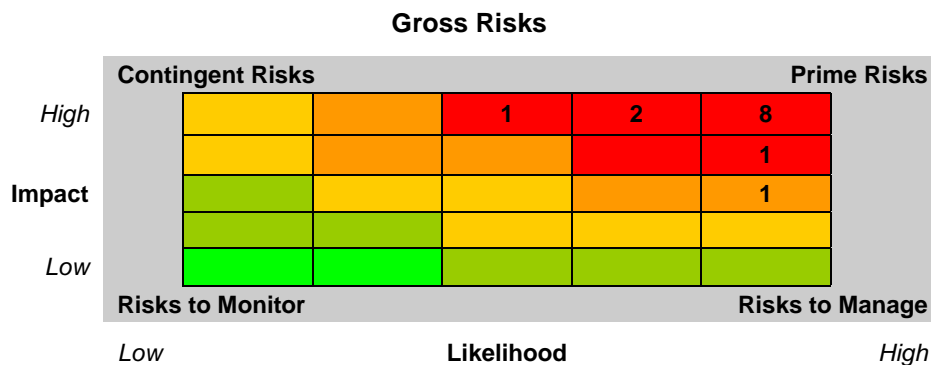 Gross Risks
Contingent Risks Prime Risks
High 1 2 8
1
Impact 1
Low
Risks to Monitor Risks to Manage
Low Likelihood High